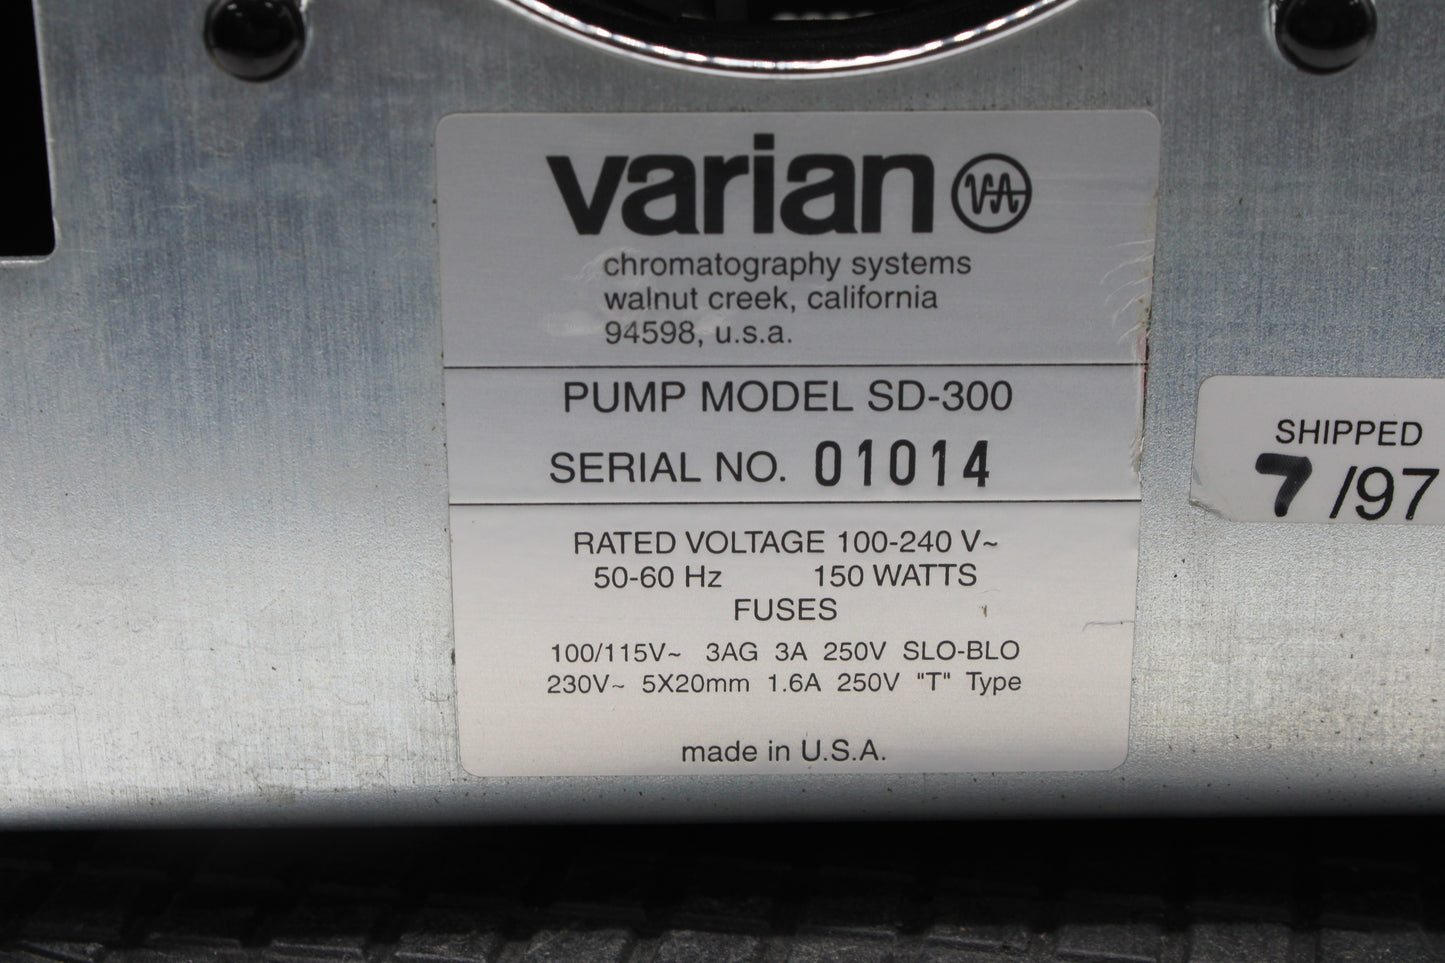 varian VA
chromatography systems
walnut creek, california
94598, u.s.a.
PUMP MODEL SD-300
SERIAL NO. 01014
RATED VOLTAGE 100-240 V~
50-60 Hz 150 WATTS
FUSES
100/115V~ 3AG 3A 250V SLO-BLO
230V~ 5X20mm 1.6A 250V "T" Type
made in U.S.A.
SHIPPED
7/97